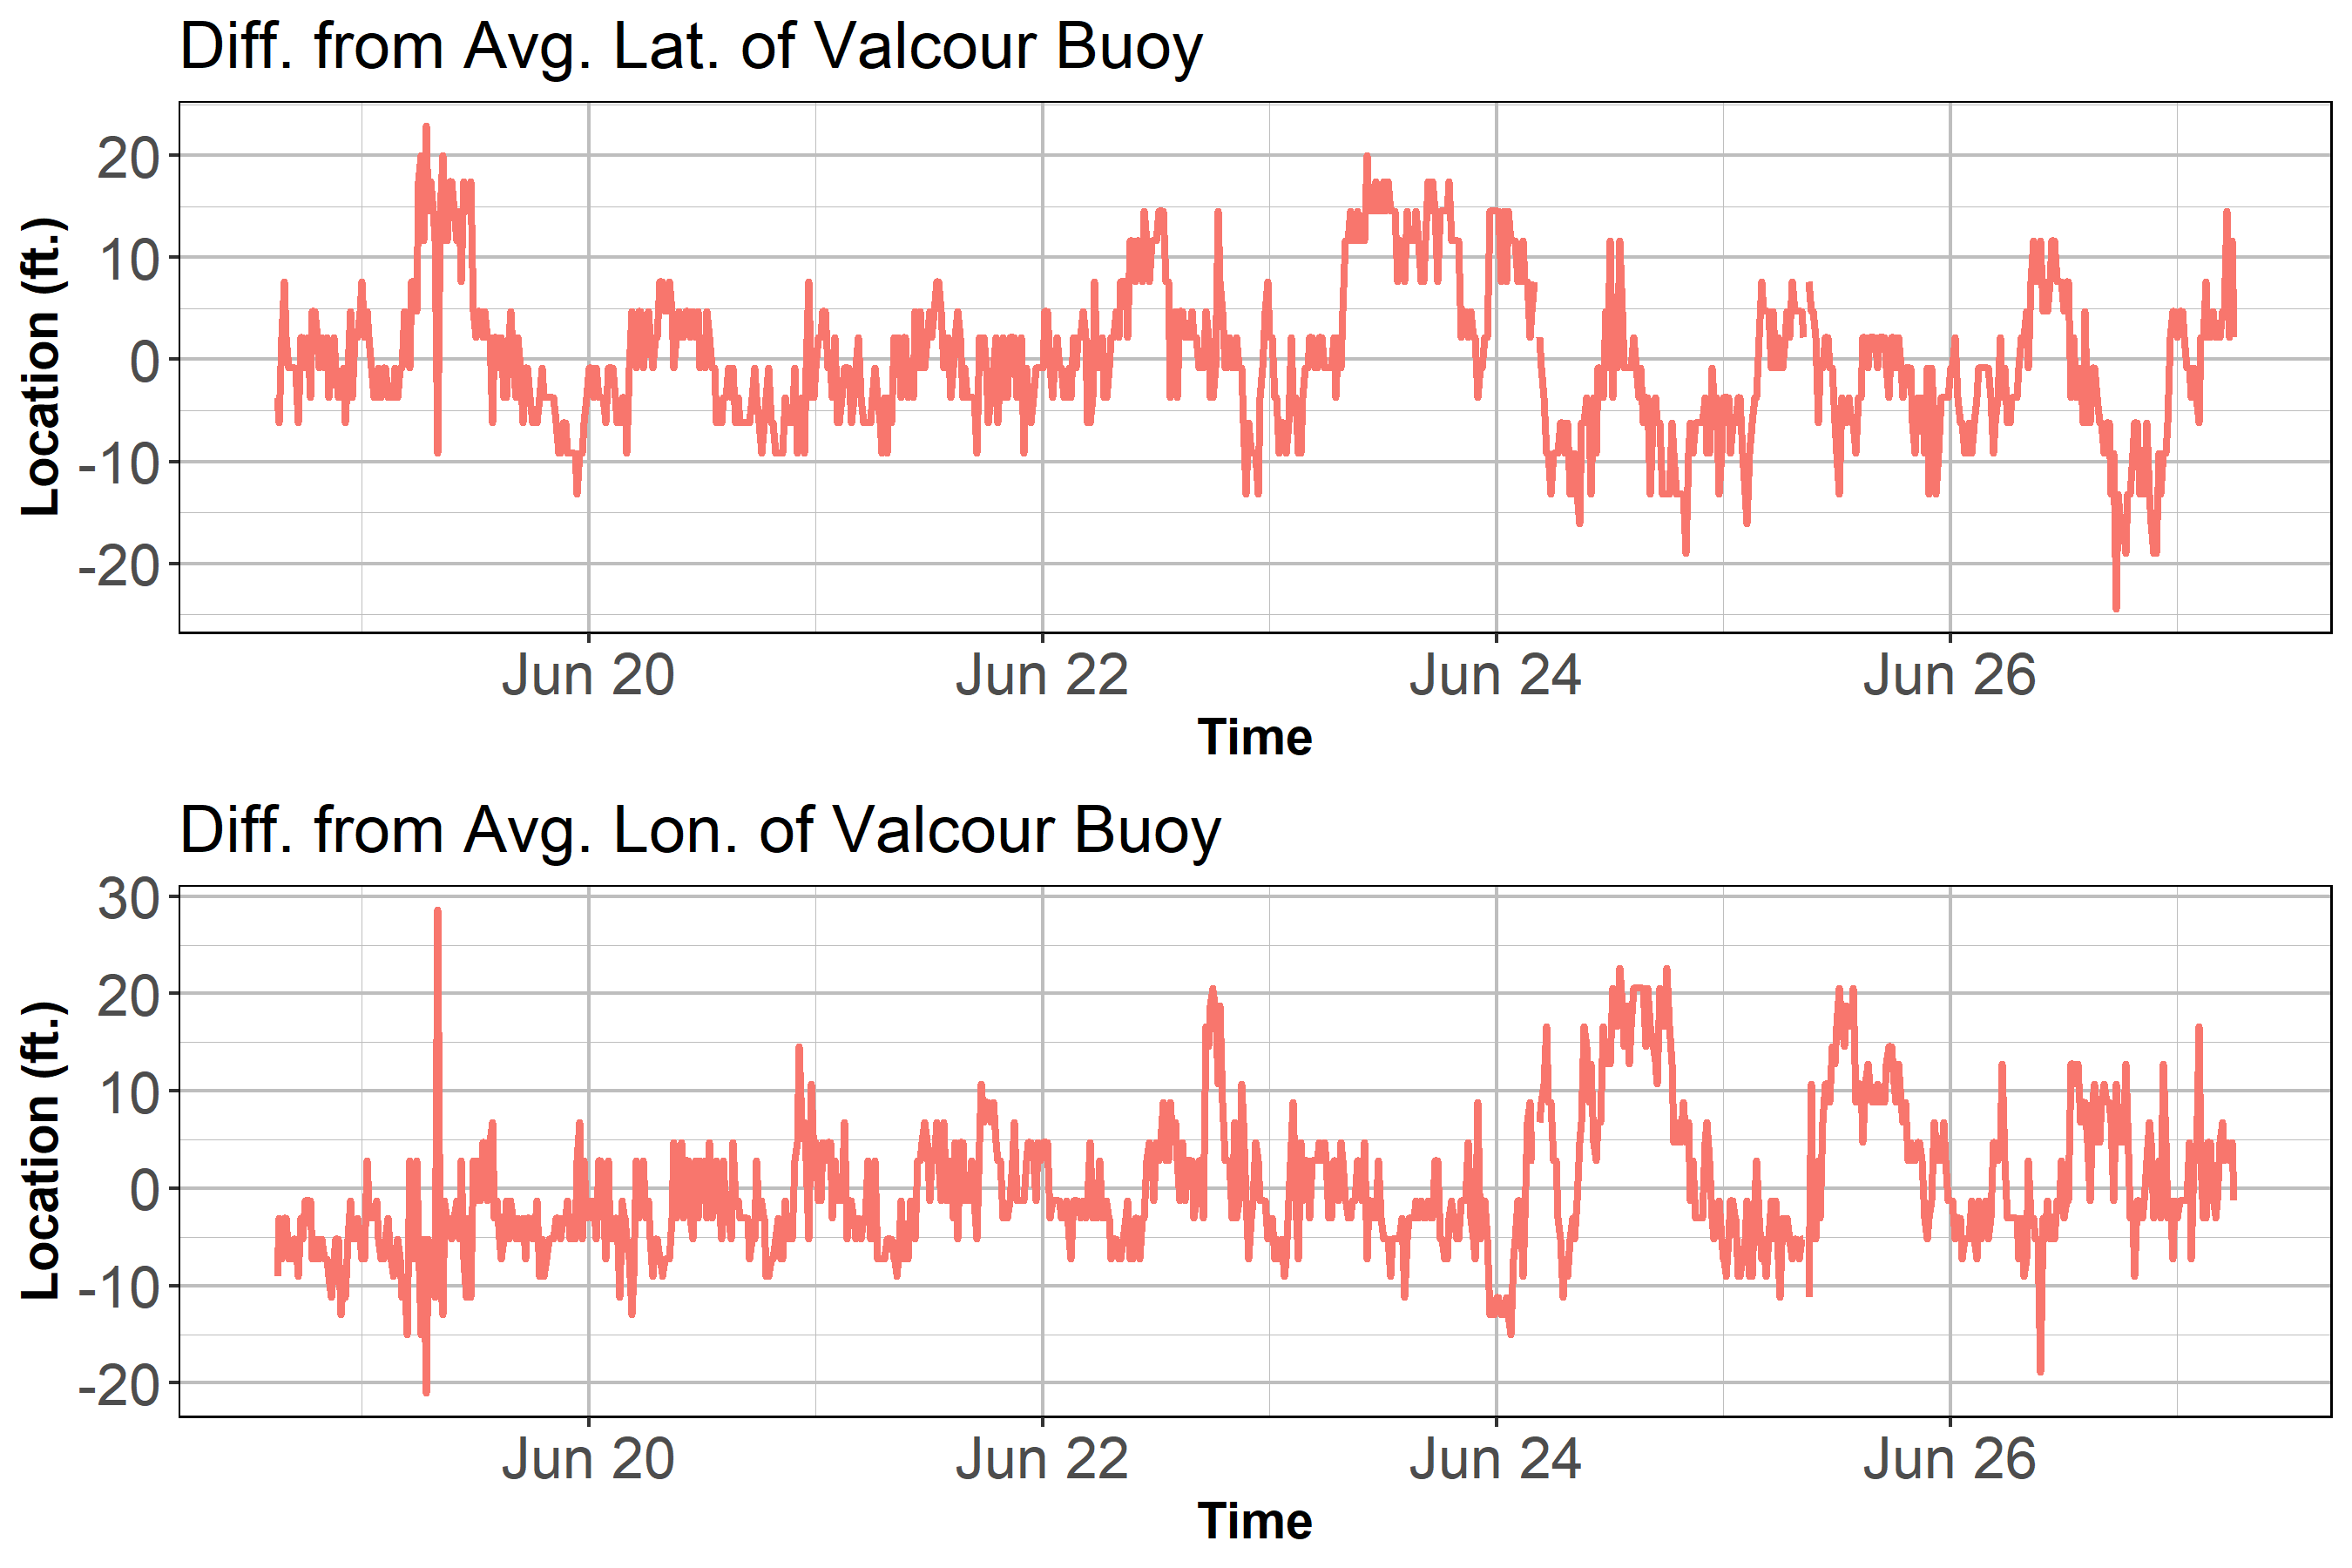 Diff. from Avg. Lat. of Valcour Buoy
Location (ft.)
20
10
0
-10
-20
Jun 20 Jun 22 Jun 24 Jun 26
Time
Diff. from Avg. Lon. of Valcour Buoy
Location (ft.)
30
20
10
0
-10
-20
Jun 20 Jun 22 Jun 24 Jun 26
Time